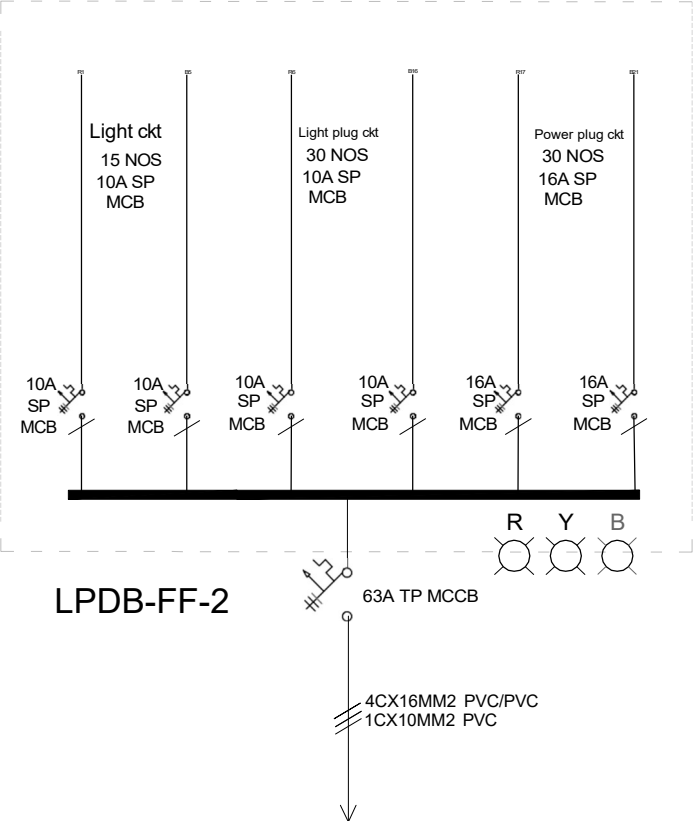 R1
B5
R6
B16
R17
B21
Light ckt
15 NOS
10A SP
MCB
Light plug ckt
30 NOS
10A SP
MCB
Power plug ckt
30 NOS
16A SP
MCB
10A
SP
MCB
10A
SP
MCB
10A
SP
MCB
10A
SP
MCB
16A
SP
MCB
16A
SP
MCB
R Y B
LPDB-FF-2
63A TP MCCB
4CX16MM2 PVC/PVC
1CX10MM2 PVC